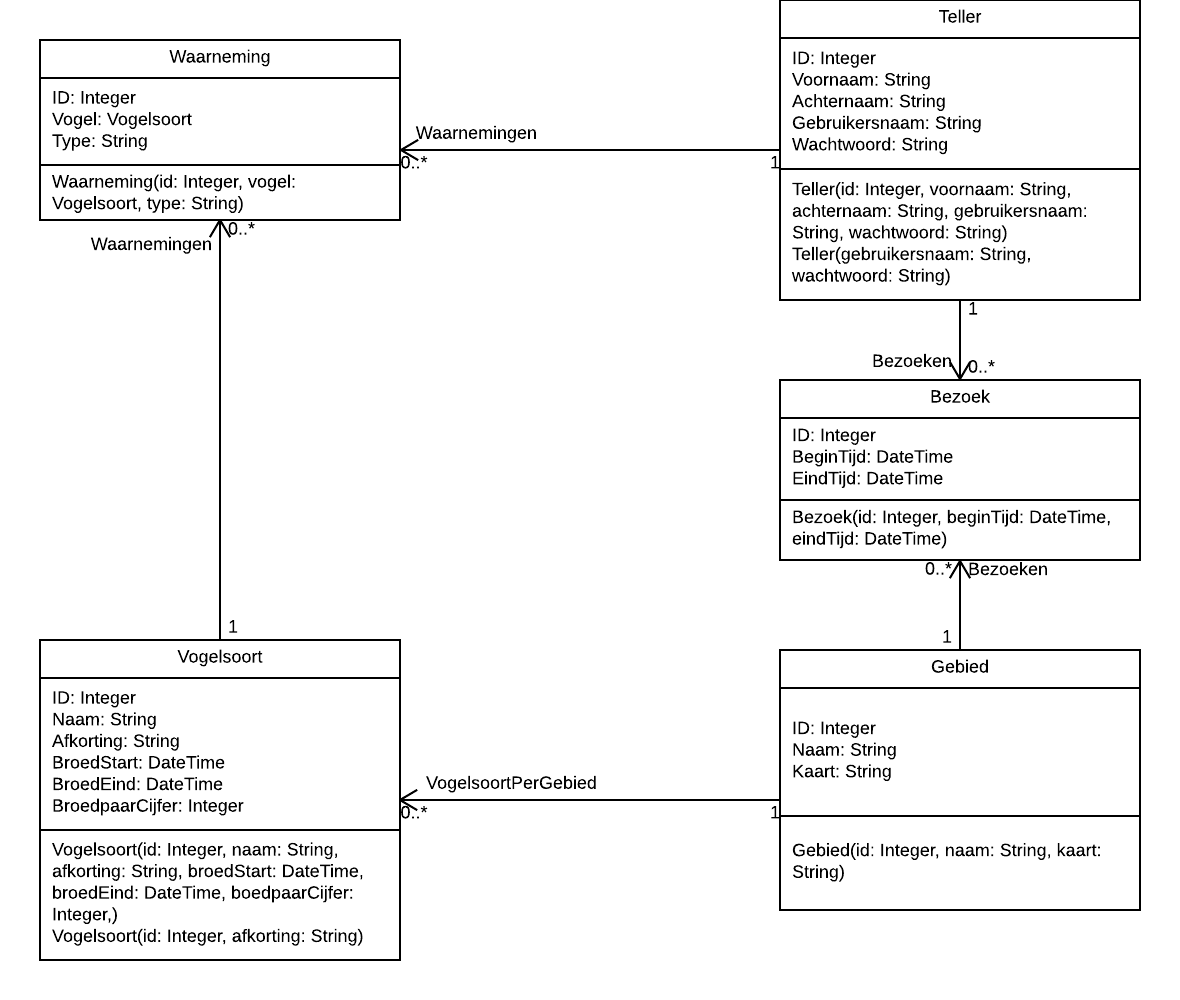 Teller
ID: Integer
Voornaam: String
Achternaam: String
Gebruikersnaam: String
Wachtwoord: String
Teller(id: Integer, voornaam: String,
achternaam: String, gebruikersnaam:
String, wachtwoord: String)
Teller(gebruikersnaam: String,
wachtwoord: String)
Waarneming
ID: Integer
Vogel: Vogelsoort
Type: String
Waarneming(id: Integer, vogel:
Vogelsoort, type: String)
Waarnemingen
0..*
1
0..*
Waarnemingen
1
1
Bezoeken
0..*
Bezoek
ID: Integer
BeginTijd: DateTime
EindTijd: DateTime
Bezoek(id: Integer, beginTijd: DateTime,
eindTijd: DateTime)
0..*
Bezoeken
1
Vogelsoort
ID: Integer
Naam: String
Afkorting: String
BroedStart: DateTime
BroedEind: DateTime
BroedpaarCijfer: Integer
Vogelsoort(id: Integer, naam: String,
afkorting: String, broedStart: DateTime,
broedEind: DateTime, boedpaarCijfer:
Integer,)
Vogelsoort(id: Integer, afkorting: String)
VogelsoortPerGebied
0..*
1
Gebied
ID: Integer
Naam: String
Kaart: String
Gebied(id: Integer, naam: String, kaart:
String)